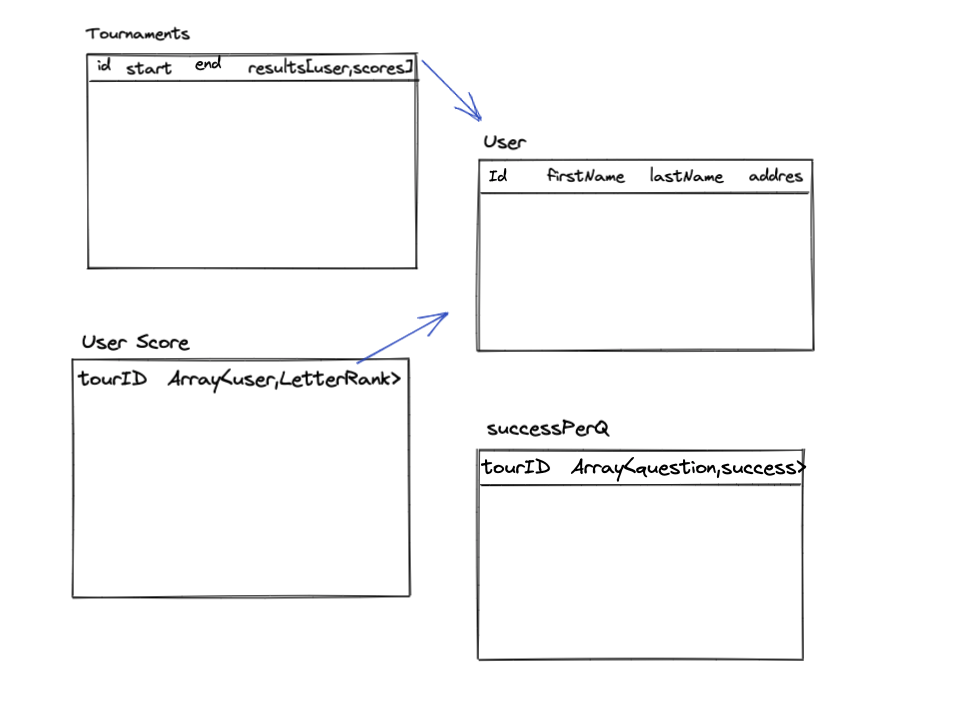 Tournaments
id start end results[user,scores]
User
Id firstName lastName addres
User Score
tourID Array<user,LetterRank>
successPerQ
tourID Array<question,success>